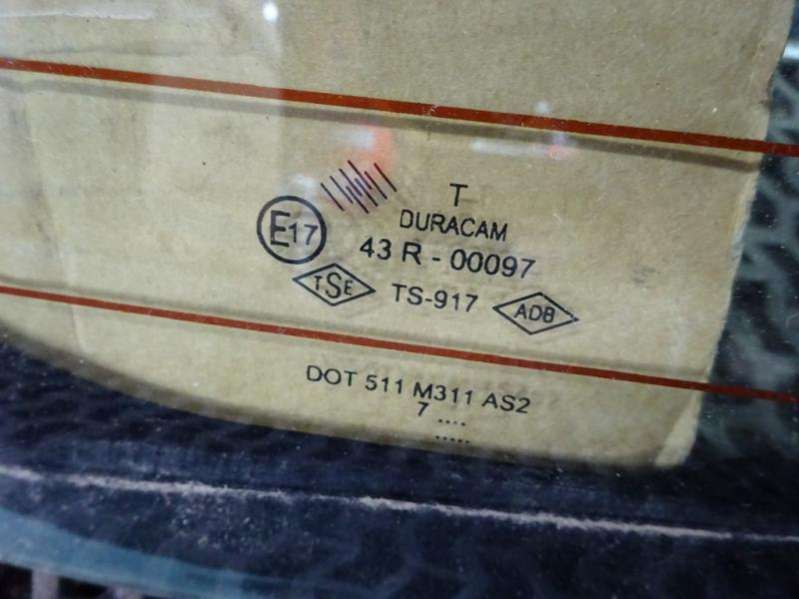 T
DURACAM
E17
43 R - 00097
TSE TS-917 ADB
DOT 511 M311 AS2
7 ....
.....